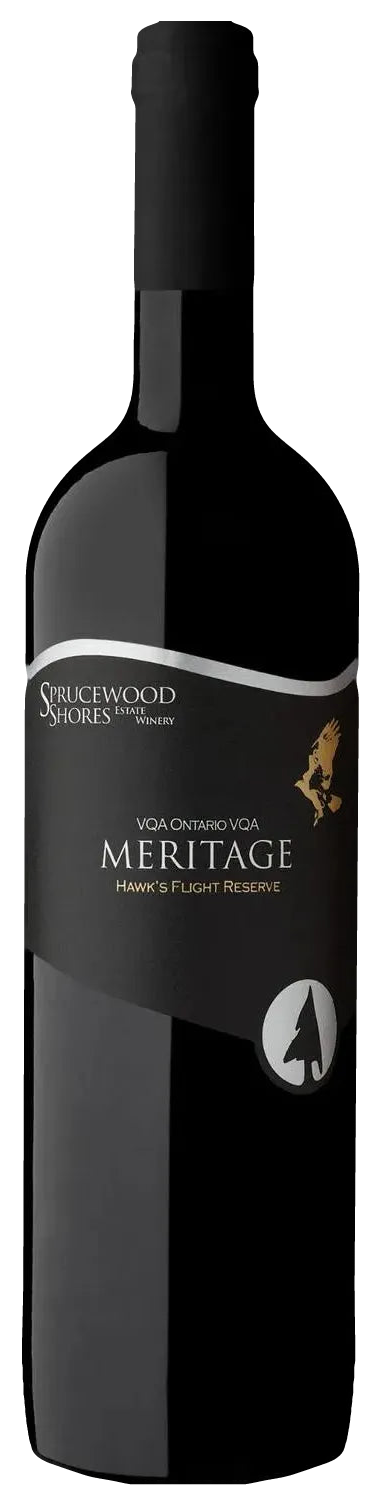 SPRUCEWOOD
SHORES ESTATE WINERY
VQA ONTARIO VQA
MERITAGE
HAWK'S FLIGHT RESERVE